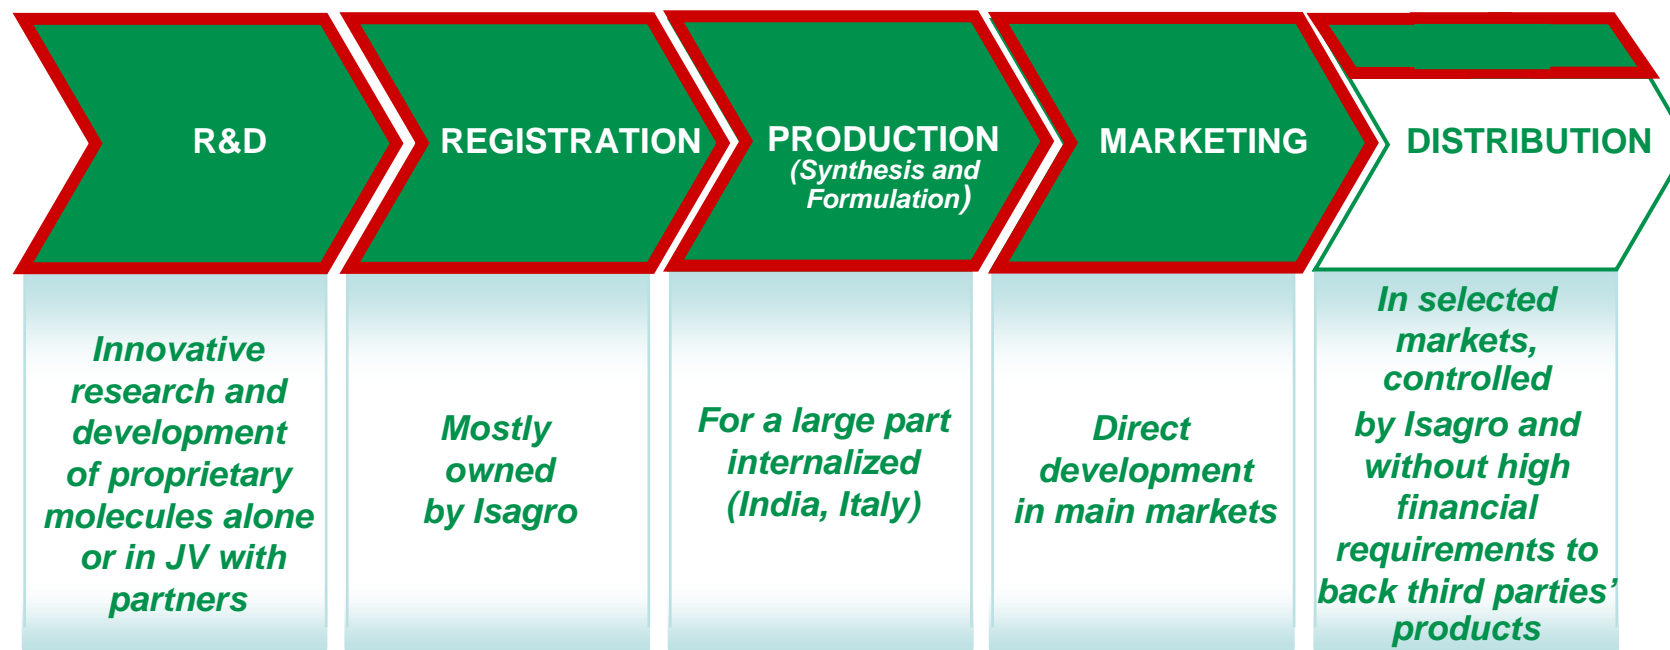 R&D
REGISTRATION
PRODUCTION
(Synthesis and
Formulation)
MARKETING
DISTRIBUTION
Innovative
research and
development
of proprietary
molecules alone
or in JV with
partners
Mostly
owned
by Isagro
For a large part
internalized
(India, Italy)
Direct
development
in main markets
In selected
markets,
controlled
by Isagro and
without high
financial
requirements to
back third parties’
products